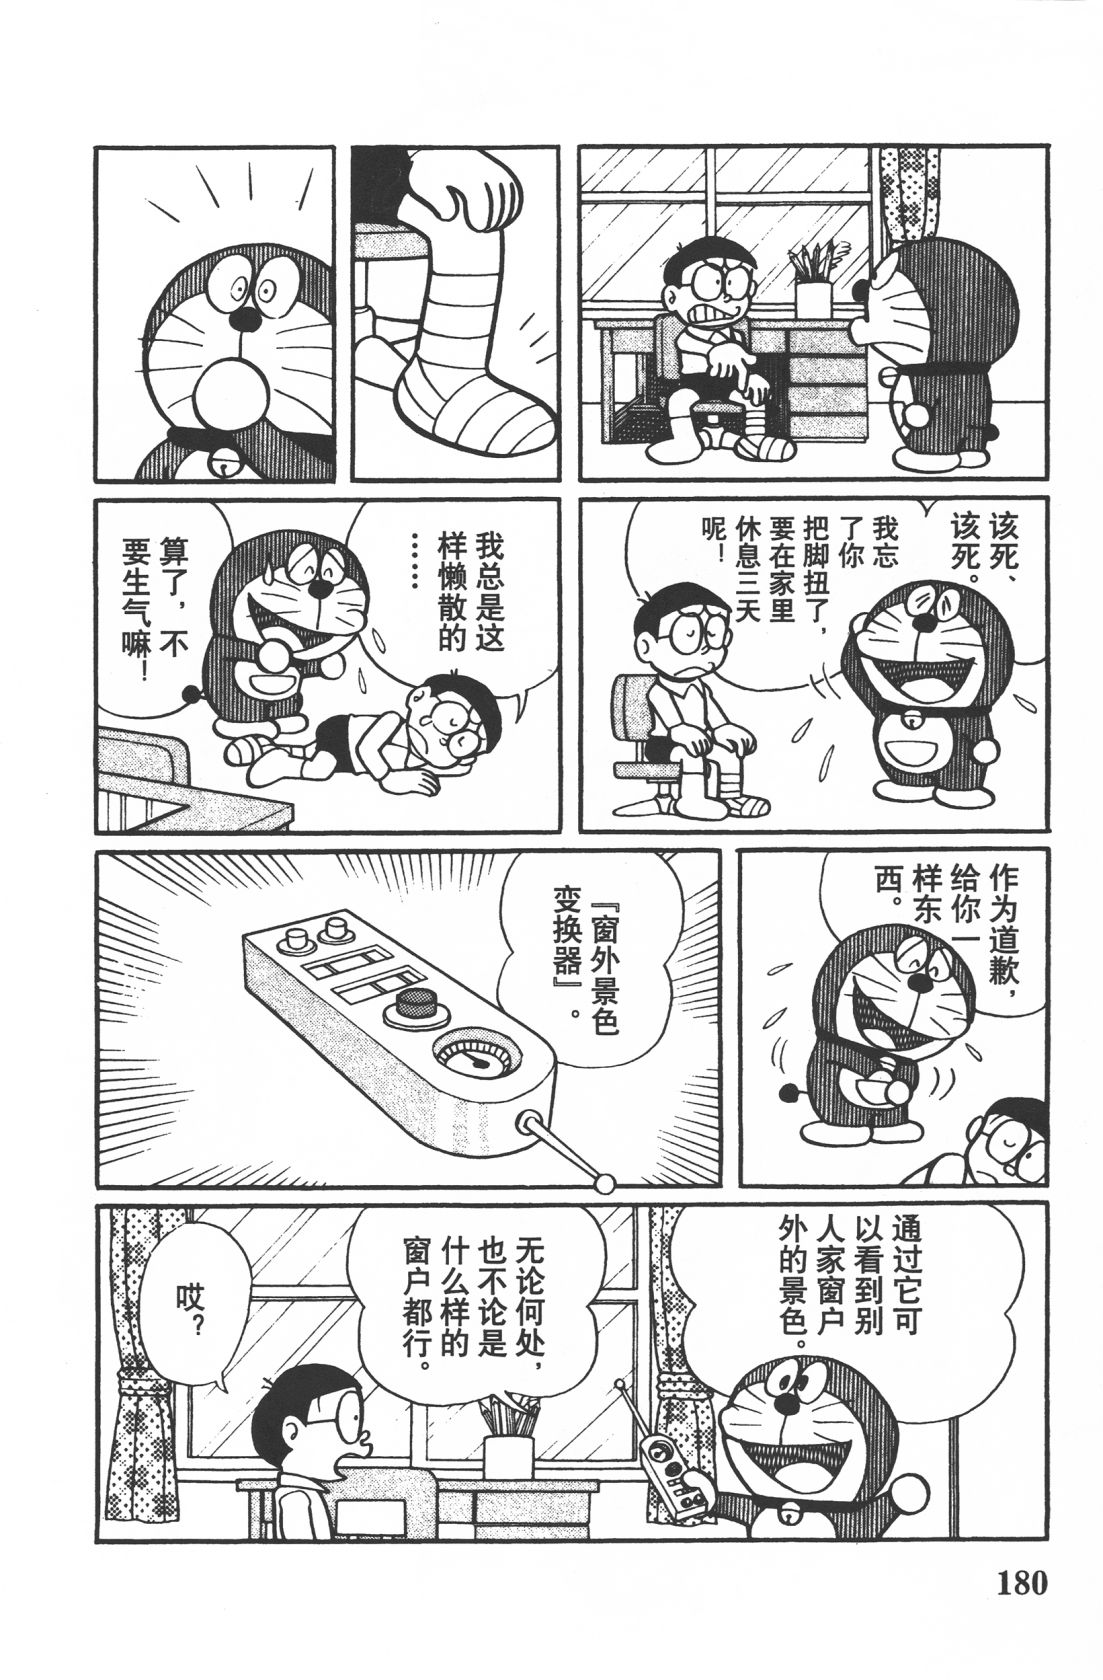 该死、
该死。
我忘
了你
把脚扭了，
要在家里
休息三天
呢！
我总是这
样懒散的
……
算了，不
要生气嘛！
作为道歉，
给你一
样东
西。
『窗外景色
变换器』。
通过它可
以看到别
人家窗户
外的景色。
无论何处，
也不论是
什么样的
窗户都行。
哎？
180